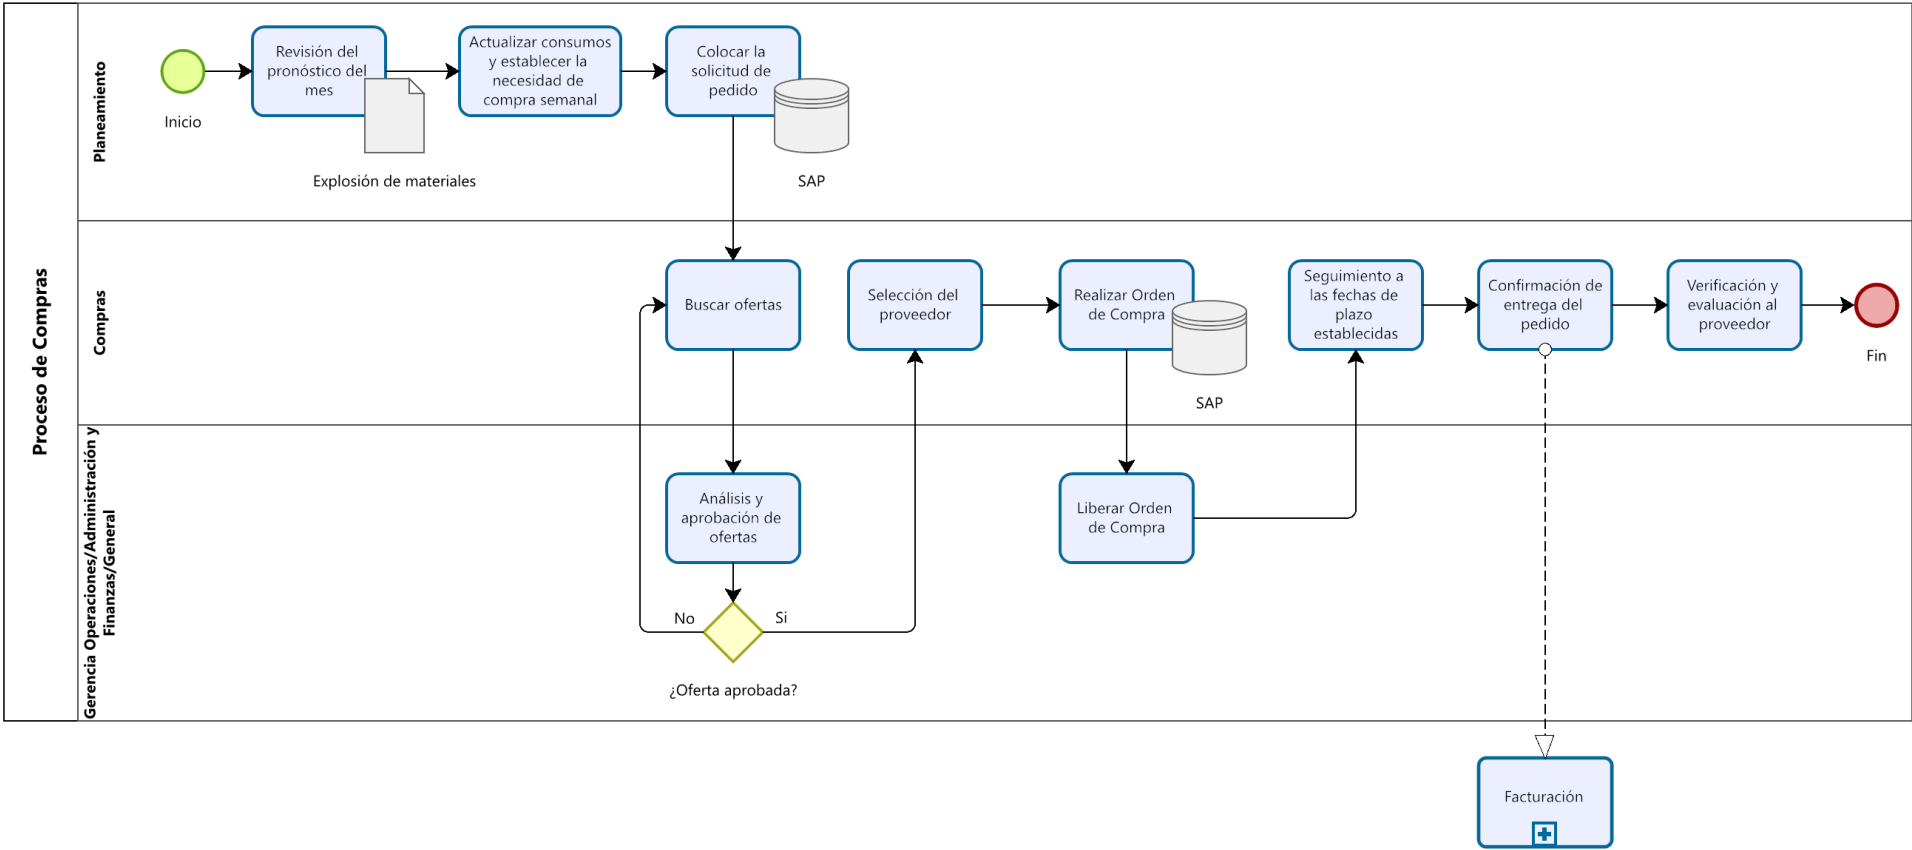 Proceso de Compras
Planeamiento
Inicio
Revisión del
pronóstico del
mes
Explosión de materiales
Actualizar consumos
y establecer la
necesidad de
compra semanal
Colocar la
solicitud de
pedido
SAP
Compras
Buscar ofertas
Selección del
proveedor
Realizar Orden
de Compra
SAP
Seguimiento a
las fechas de
plazo
establecidas
Confirmación de
entrega del
pedido
Verificación y
evaluación al
proveedor
Fin
Gerencia Operaciones/Administración y
Finanzas/General
Análisis y
aprobación de
ofertas
No
Si
¿Oferta aprobada?
Liberar Orden
de Compra
Facturación